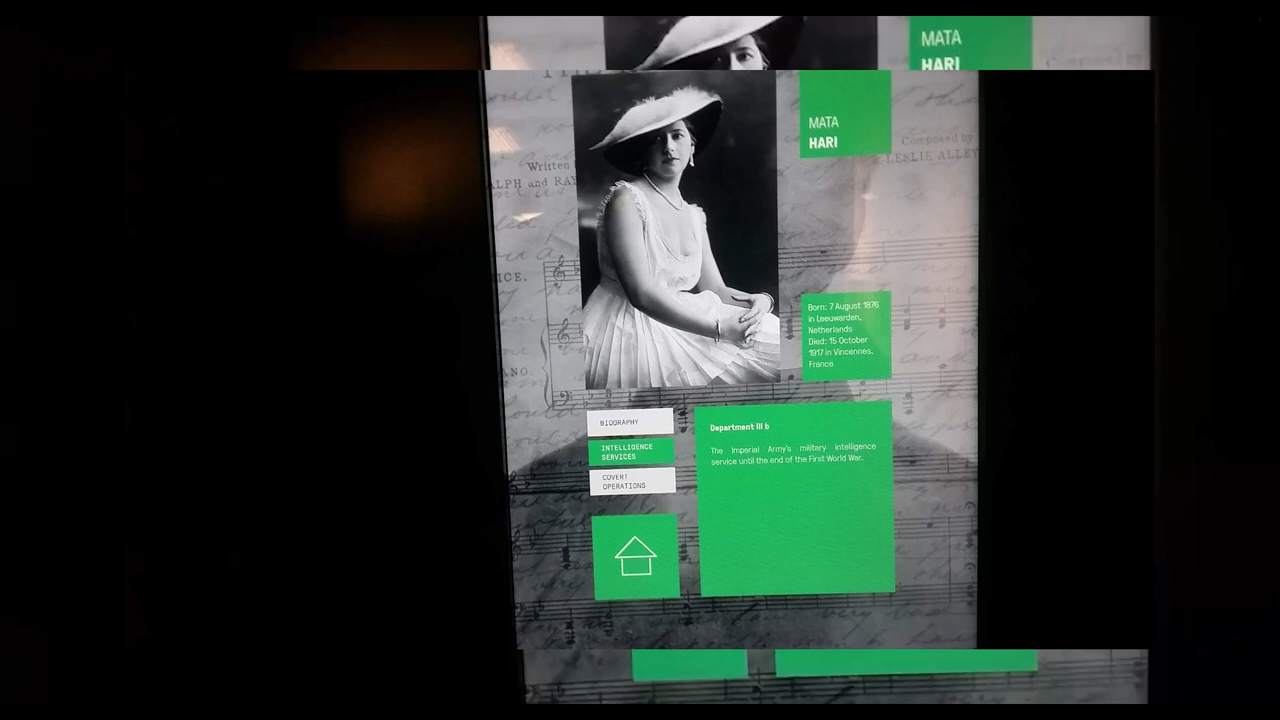 MATA
HARI
MATA
HARI
Written
Composed by
ALPH and RAY
LESLIE ALLEY
ICE.
Born: 7 August 1876
in Leeuwarden,
Netherlands
Died: 15 October
1917 in Vincennes,
France
ANO.
BIOGRAPHY
INTELLIGENCE
SERVICES
COVERT
OPERATIONS
Department III b
The Imperial Army's military intelligence
service until the end of the First World War.